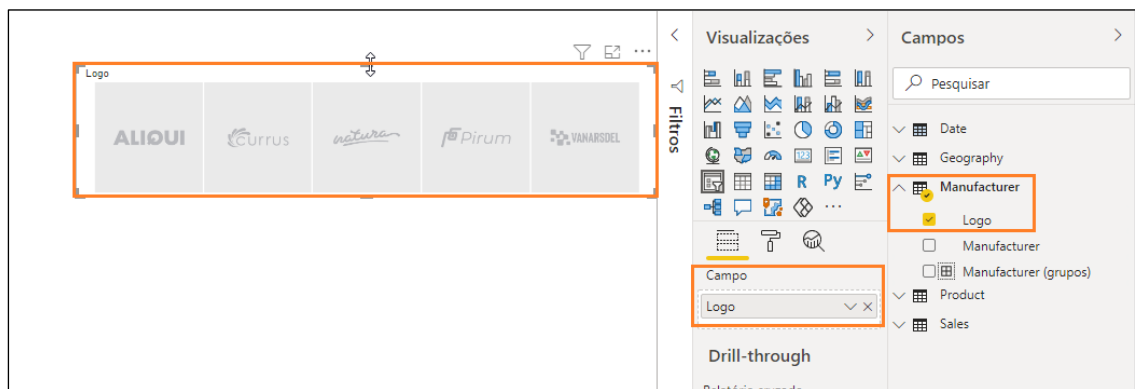 Logo
ALIQUI
Currus
natura
Pirum
VANARSDEL
Filtros
Visualizações
123
R
Py
Campo
Logo
Drill-through
Campos
Pesquisar
Date
Geography
Manufacturer
Logo
Manufacturer
Manufacturer (grupos)
Product
Sales